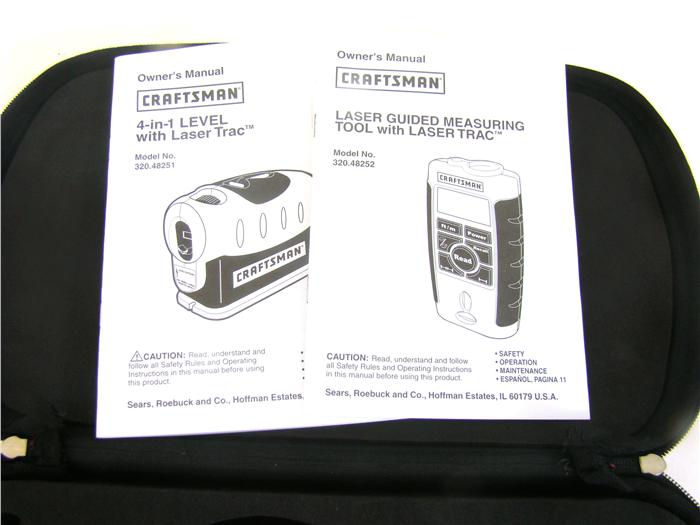 Owner's Manual
CRAFTSMAN
4-in-1 LEVEL
with Laser Trac™
Model No.
320.48251
CRAFTSMAN
CAUTION: Read, understand and
follow all Safety Rules and Operating
Instructions in this manual before using
this product.
Sears, Roebuck and Co., Hoffman Estates,
Owner's Manual
CRAFTSMAN
LASER GUIDED MEASURING
TOOL with LASER TRAC™
Model No.
320.48252
CRAFTSMAN
ft/m Power
Recall
Read
CAUTION: Read, understand and follow
all Safety Rules and Operating Instructions
in this manual before using this product.
• SAFETY
• OPERATION
• MAINTENANCE
• ESPAÑOL, PAGINA 11
Sears, Roebuck and Co., Hoffman Estates, IL 60179 U.S.A.